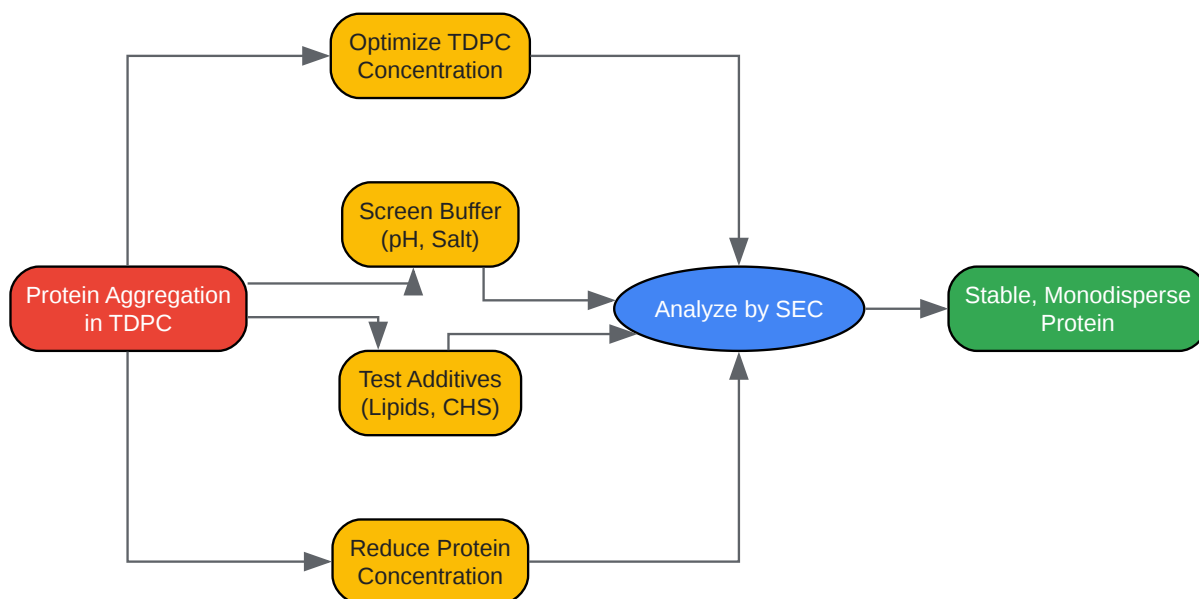 Optimize TDPC
Concentration
Screen Buffer
(pH, Salt)
Protein Aggregation
in TDPC
Analyze by SEC
Stable, Monodisperse
Protein
Test Additives
(Lipids, CHS)
Reduce Protein
Concentration